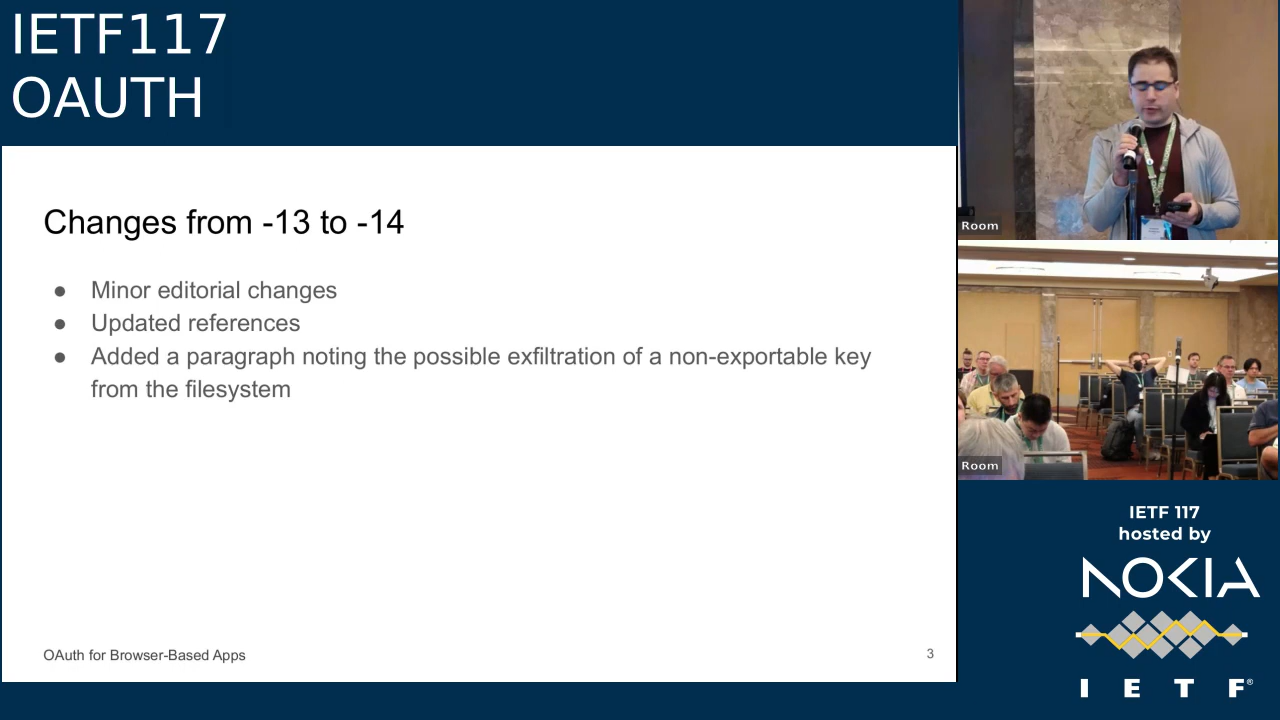 IETF117
OAUTH
Changes from -13 to -14
● Minor editorial changes
● Updated references
● Added a paragraph noting the possible exfiltration of a non-exportable key
from the filesystem
OAuth for Browser-Based Apps
3
Room
Room
IETF 117
hosted by
NOKIA
I E T F®